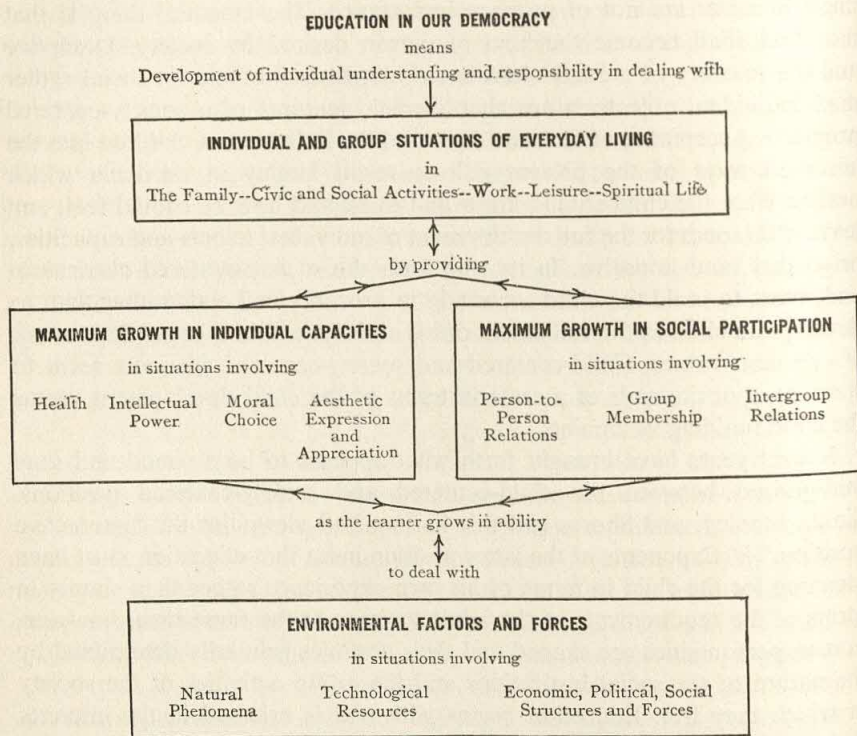 EDUCATION IN OUR DEMOCRACY
means
Development of individual understanding and responsibility in dealing with
INDIVIDUAL AND GROUP SITUATIONS OF EVERYDAY LIVING
in
The Family--Civic and Social Activities--Work--Leisure--Spiritual Life
by providing
MAXIMUM GROWTH IN INDIVIDUAL CAPACITIES
in situations involving
Health Intellectual Moral Aesthetic
Power Choice Expression
and
Appreciation
MAXIMUM GROWTH IN SOCIAL PARTICIPATION
in situations involving
Person-to- Group Intergroup
Person Membership Relations
Relations
as the learner grows in ability
to deal with
ENVIRONMENTAL FACTORS AND FORCES
in situations involving
Natural Technological Economic, Political, Social
Phenomena Resources Structures and Forces